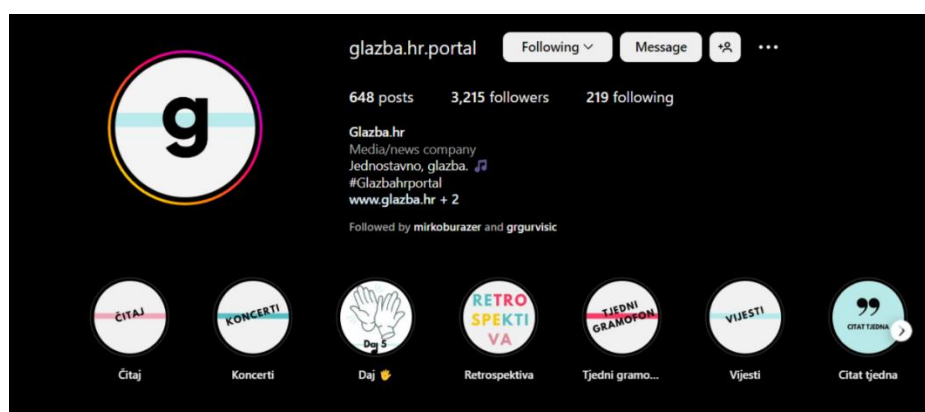 glazba.hr.portal Following Message
g
648 posts 3,215 followers 219 following
Glazba.hr
Media/news company
Jednostavno, glazba. 🎵
#Glazbahrportal
www.glazba.hr + 2
Followed by mirkoburazer and grgurvisic
ČITAJ
KONCERTI
Daj 5
RETRO
SPEKTI
VA
TJEDNI
GRAMOFON
VIJESTI
CITAT TJEDNA
Čitaj Koncerti Daj 🖐 Retrospektiva Tjedni gramo... Vijesti Citat tjedna